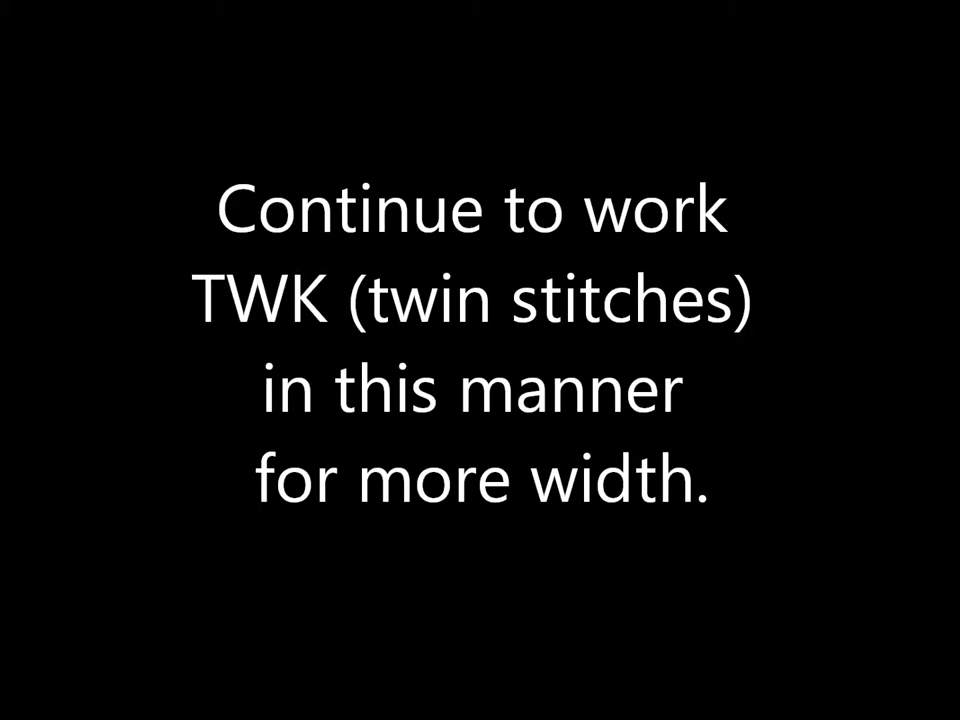 Continue to work
TWK (twin stitches)
in this manner
for more width.